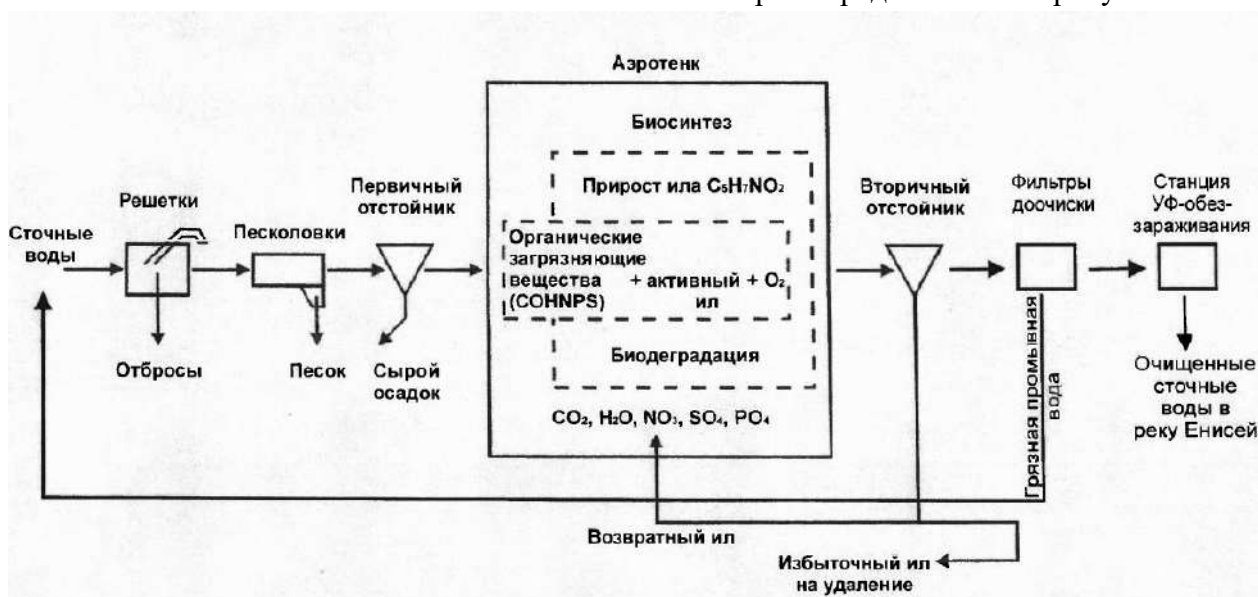 Аэротенк
Биосинтез
Прирост ила C₅H₇NO₂
Органические
загрязняющие
вещества + активный + O₂
(COHNPS) ил
Биодеградация
CO₂, H₂O, NO₃, SO₄, PO₄
Сточные
воды
Решетки
Отбросы
Песколовки
Песок
Первичный
отстойник
Сырой
осадок
Вторичный
отстойник
Фильтры
доочиски
Станция
УФ-обез-
зараживания
Грязная промывная
вода
Очищенные
сточные
воды в
реку Енисей
Возвратный ил
Избыточный ил
на удаление